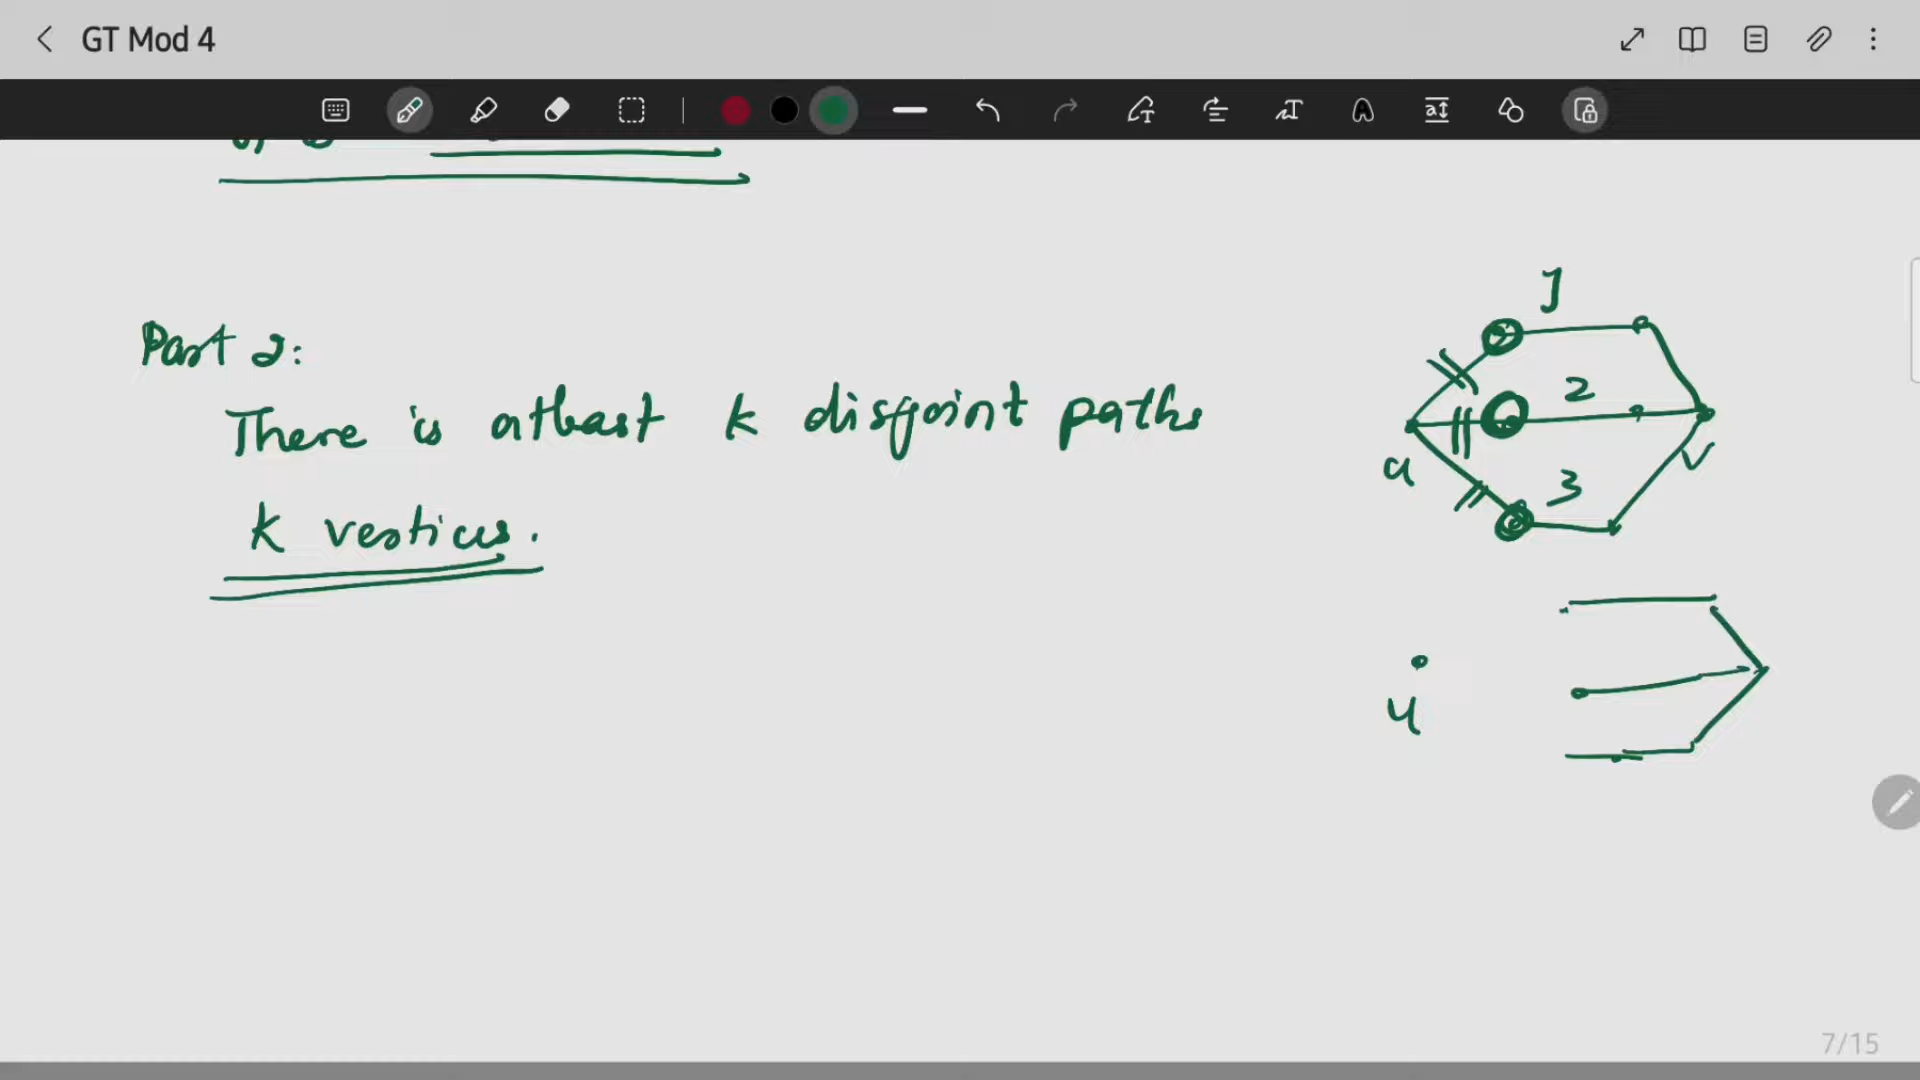 GT Mod 4
Part 2:
There is atleast k disjoint paths
k vertices.
1
2
3
u
v
u
7/15